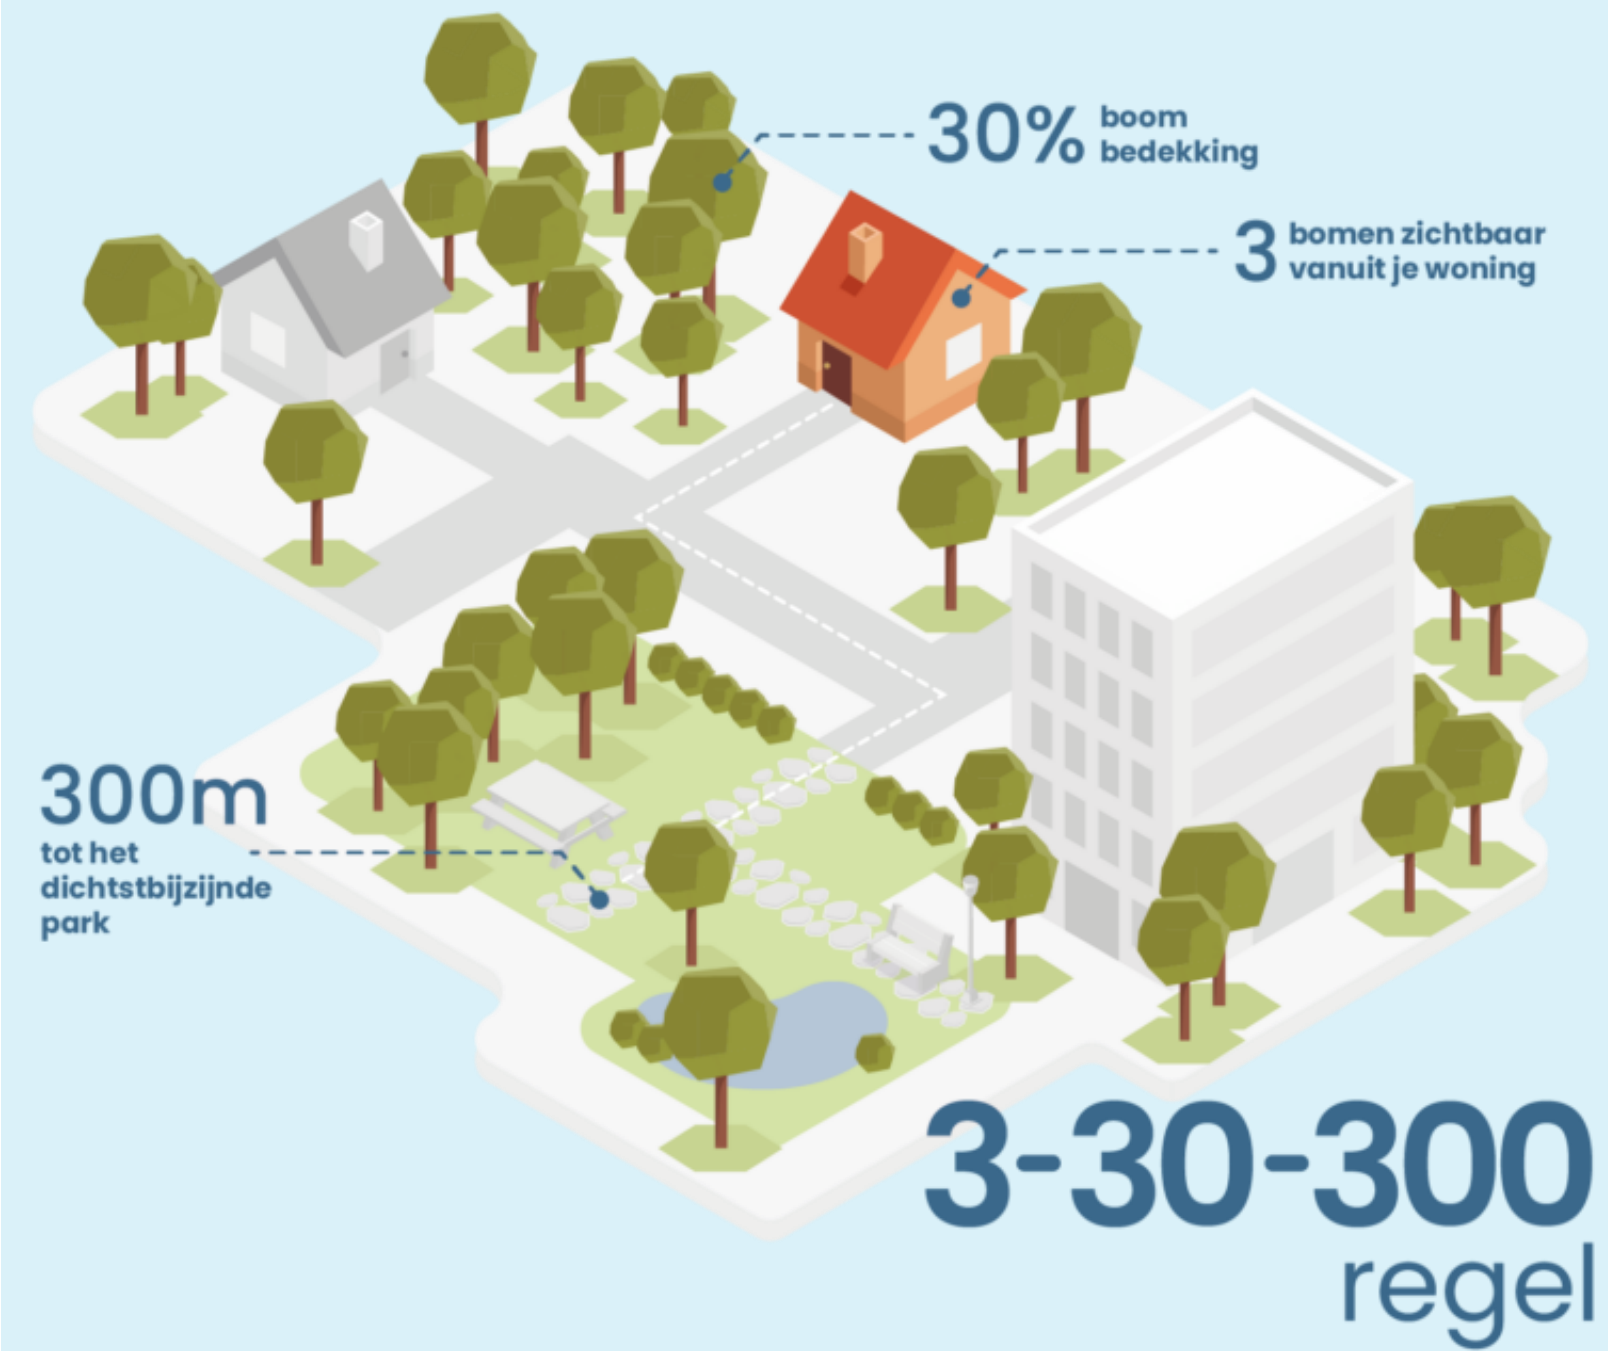 30% boom
bedekking
3 bomen zichtbaar
vanuit je woning
300m
tot het
dichtstbijzijnde
park
3-30-300
regel